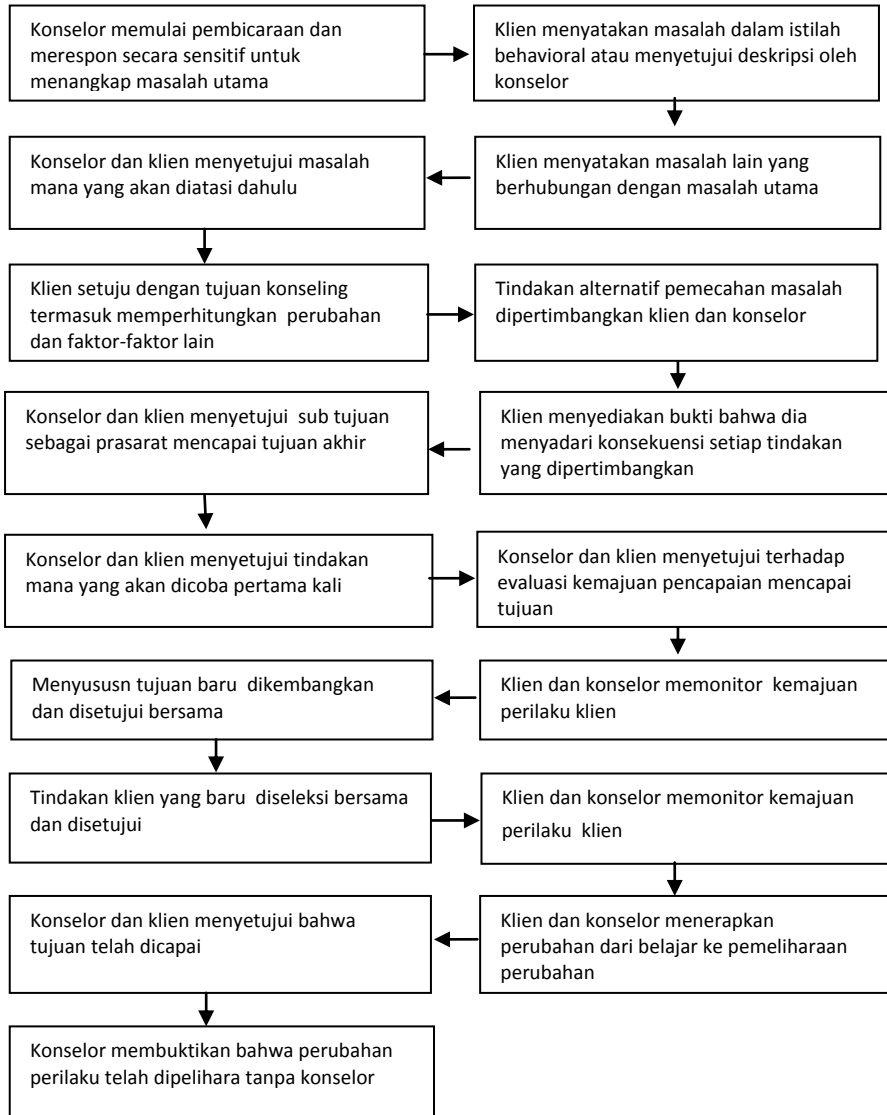 Konselor memulai pembicaraan dan
merespon secara sensitif untuk
menangkap masalah utama
Klien menyatakan masalah dalam istilah
behavioral atau menyetujui deskripsi oleh
konselor
Klien menyatakan masalah lain yang
berhubungan dengan masalah utama
Konselor dan klien menyetujui masalah
mana yang akan diatasi dahulu
Klien setuju dengan tujuan konseling
termasuk memperhitungkan perubahan
dan faktor-faktor lain
Tindakan alternatif pemecahan masalah
dipertimbangkan klien dan konselor
Klien menyediakan bukti bahwa dia
menyadari konsekuensi setiap tindakan
yang dipertimbangkan
Konselor dan klien menyetujui sub tujuan
sebagai prasarat mencapai tujuan akhir
Konselor dan klien menyetujui tindakan
mana yang akan dicoba pertama kali
Konselor dan klien menyetujui terhadap
evaluasi kemajuan pencapaian mencapai
tujuan
Klien dan konselor memonitor kemajuan
perilaku klien
Menyususn tujuan baru dikembangkan
dan disetujui bersama
Tindakan klien yang baru diseleksi bersama
dan disetujui
Klien dan konselor memonitor kemajuan
perilaku klien
Klien dan konselor menerapkan
perubahan dari belajar ke pemeliharaan
perubahan
Konselor dan klien menyetujui bahwa
tujuan telah dicapai
Konselor membuktikan bahwa perubahan
perilaku telah dipelihara tanpa konselor